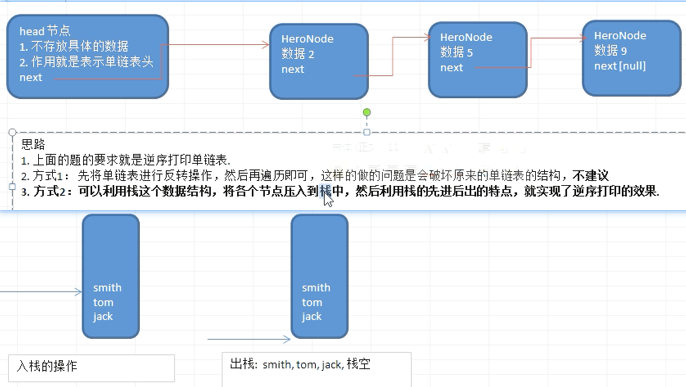 head 节点
1. 不存放具体的数据
2. 作用就是表示单链表头
next
HeroNode
数据 2
next
HeroNode
数据 5
next
HeroNode
数据 9
next[null]
思路
1. 上面的题的要求就是逆序打印单链表.
2. 方式1：先将单链表进行反转操作，然后再遍历即可，这样的做的问题是会破坏原来的单链表的结构，不建议
3. 方式2：可以利用栈这个数据结构，将各个节点压入到栈中，然后利用栈的先进后出的特点，就实现了逆序打印的效果.
smith
tom
jack
smith
tom
jack
入栈的操作
出栈: smith, tom, jack, 栈空